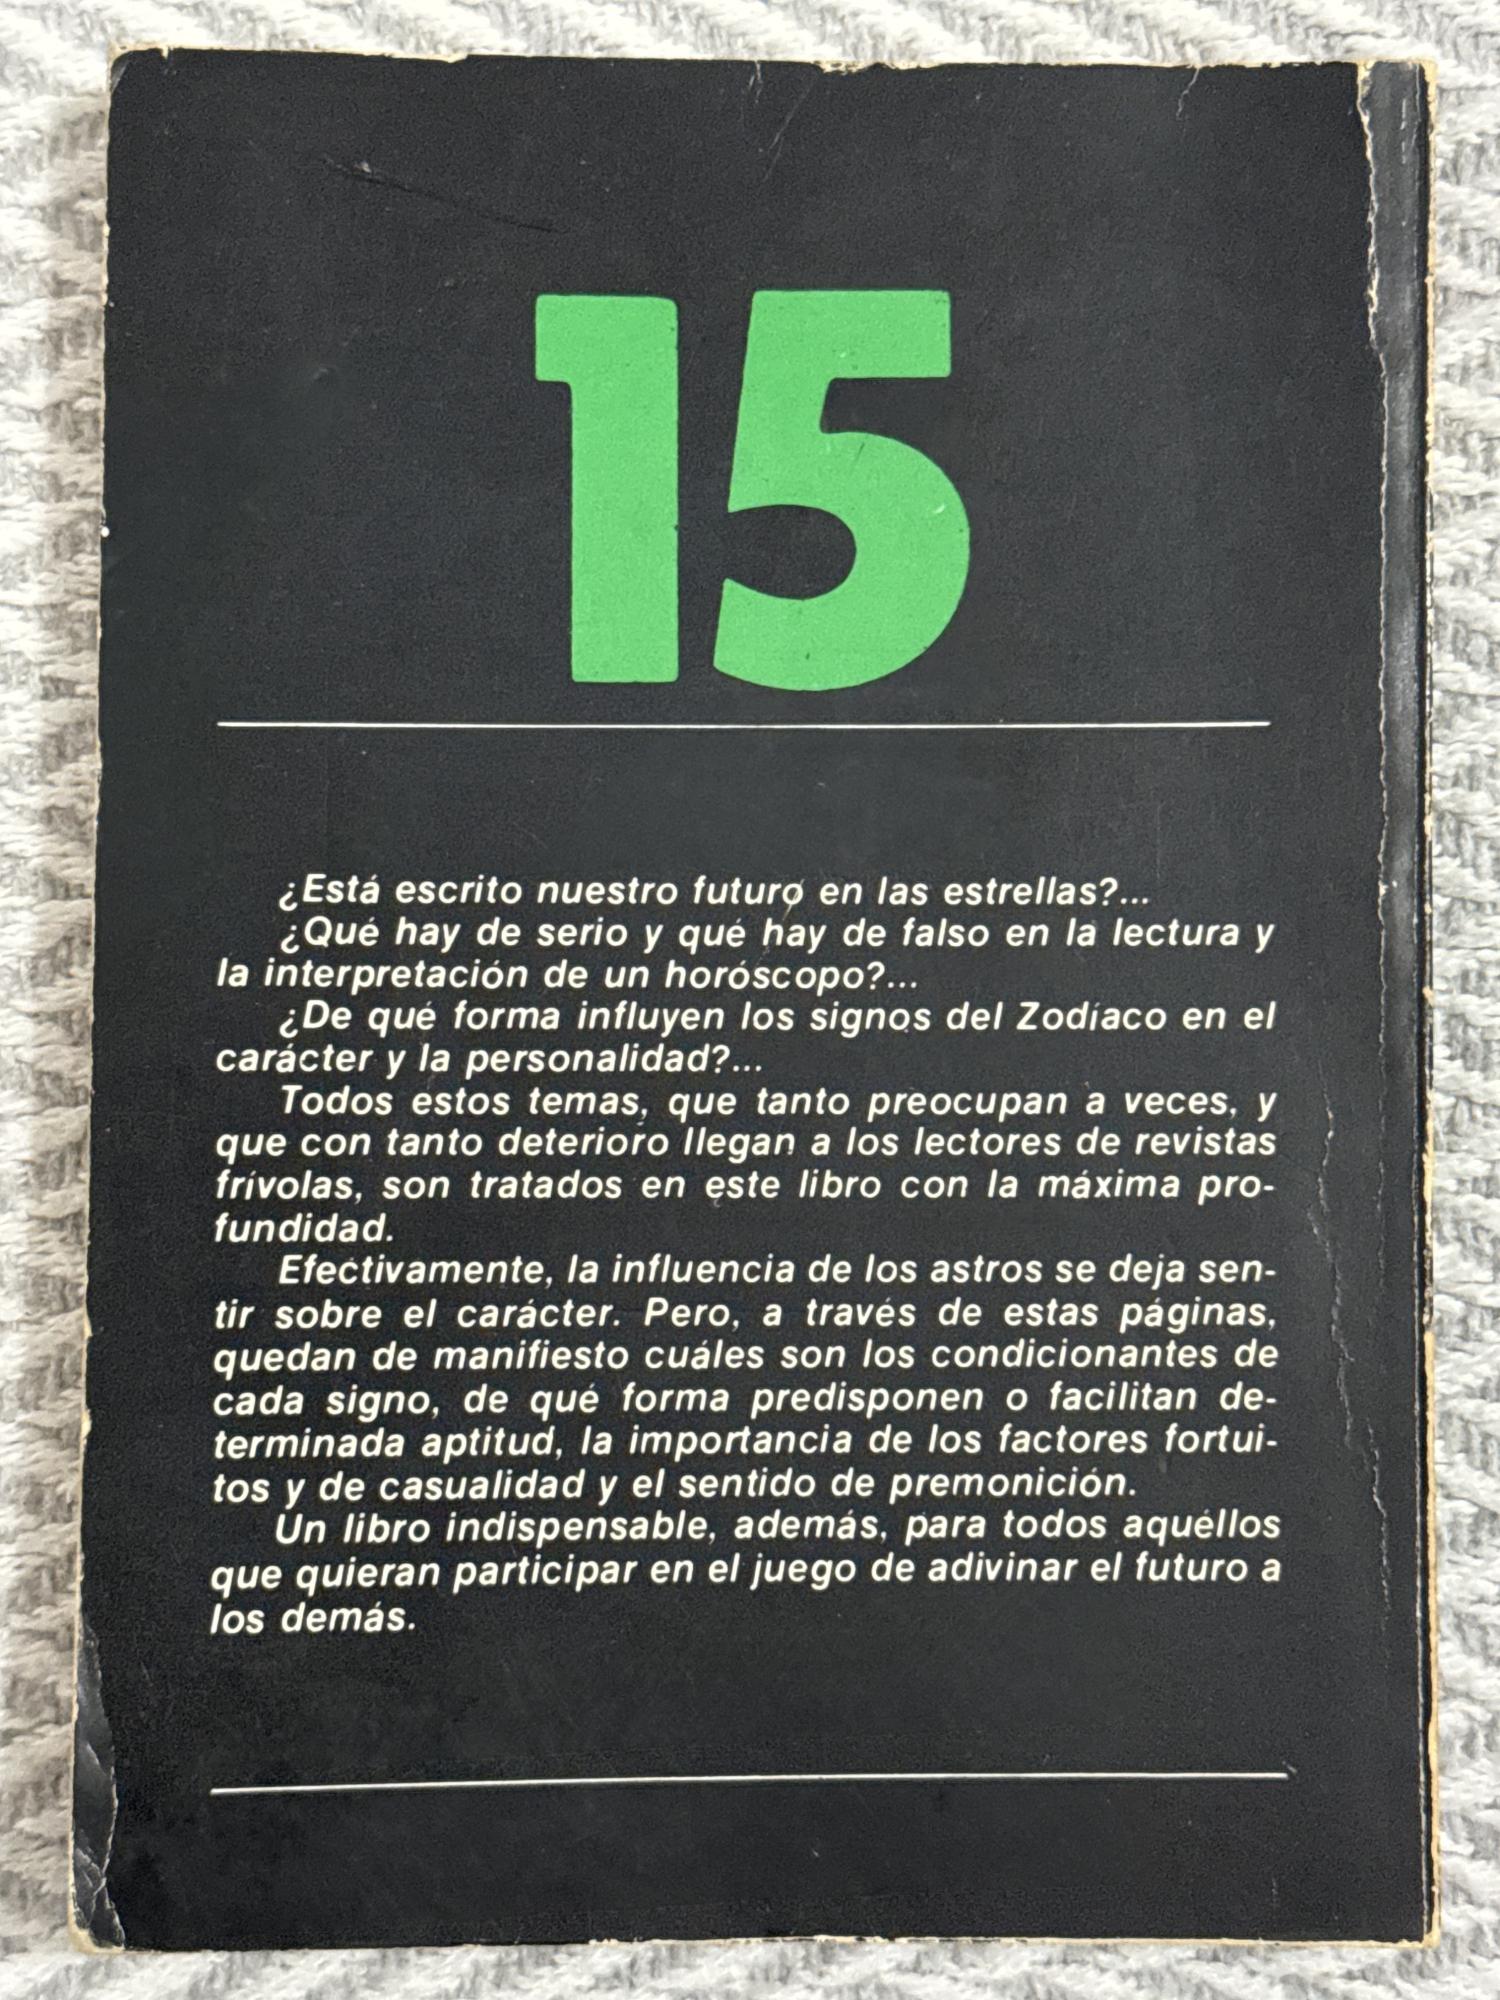 15
¿Está escrito nuestro futuro en las estrellas?...
¿Qué hay de serio y qué hay de falso en la lectura y
la interpretación de un horóscopo?...
¿De qué forma influyen los signos del Zodíaco en el
carácter y la personalidad?...
Todos estos temas, que tanto preocupan a veces, y
que con tanto deterioro llegan a los lectores de revistas
frívolas, son tratados en este libro con la máxima pro-
fundidad.
Efectivamente, la influencia de los astros se deja sen-
tir sobre el carácter. Pero, a través de estas páginas,
quedan de manifiesto cuáles son los condicionantes de
cada signo, de qué forma predisponen o facilitan de-
terminada aptitud, la importancia de los factores fortui-
tos y de casualidad y el sentido de premonición.
Un libro indispensable, además, para todos aquéllos
que quieran participar en el juego de adivinar el futuro a
los demás.